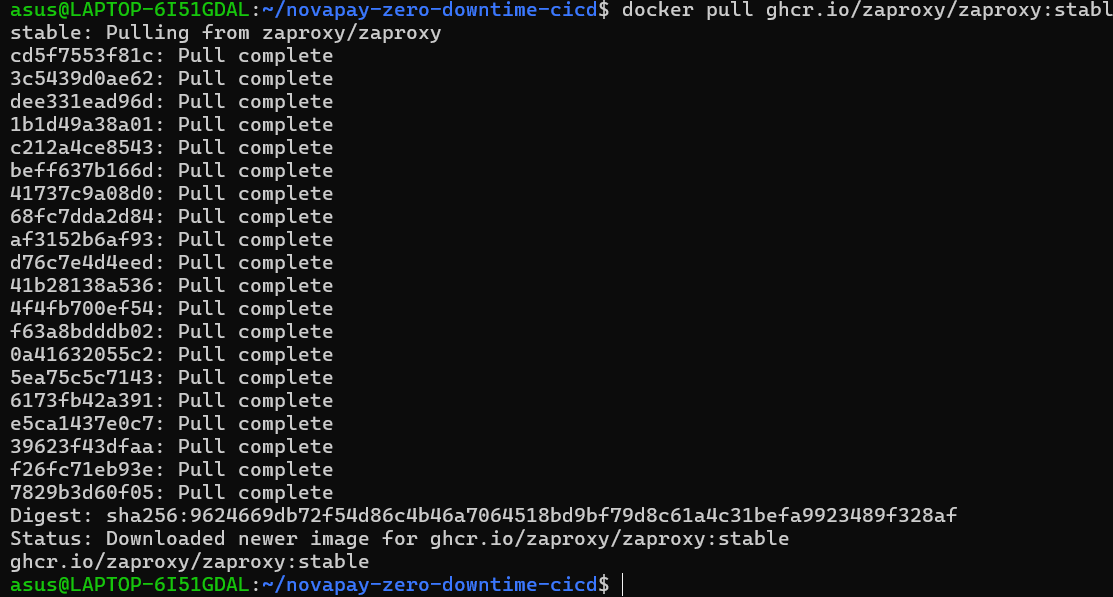 asus@LAPTOP-6I51GDAL:~/novapay-zero-downtime-cicd$ docker pull ghcr.io/zaproxy/zaproxy:stabl
stable: Pulling from zaproxy/zaproxy
cd5f7553f81c: Pull complete
3c5439d0ae62: Pull complete
dee331ead96d: Pull complete
1b1d49a38a01: Pull complete
c212a4ce8543: Pull complete
beff637b166d: Pull complete
41737c9a08d0: Pull complete
68fc7dda2d84: Pull complete
af3152b6af93: Pull complete
d76c7e4d4eed: Pull complete
41b28138a536: Pull complete
4f4fb700ef54: Pull complete
f63a8bdddb02: Pull complete
0a41632055c2: Pull complete
5ea75c5c7143: Pull complete
6173fb42a391: Pull complete
e5ca1437e0c7: Pull complete
39623f43dfaa: Pull complete
f26fc71eb93e: Pull complete
7829b3d60f05: Pull complete
Digest: sha256:9624669db72f54d86c4b46a7064518bd9bf79d8c61a4c31befa9923489f328af
Status: Downloaded newer image for ghcr.io/zaproxy/zaproxy:stable
ghcr.io/zaproxy/zaproxy:stable
asus@LAPTOP-6I51GDAL:~/novapay-zero-downtime-cicd$